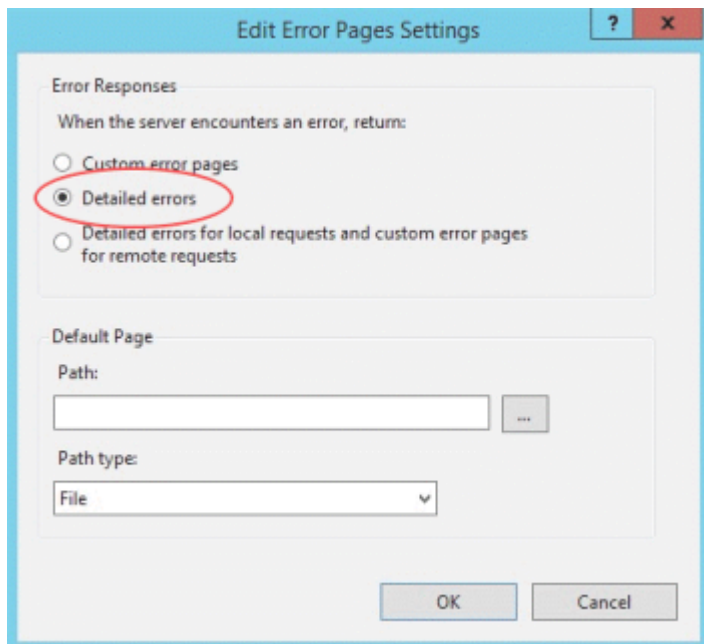 Edit Error Pages Settings
?
x
Error Responses
When the server encounters an error, return:
Custom error pages
Detailed errors
Detailed errors for local requests and custom error pages
for remote requests
Default Page
Path:
...
Path type:
File
OK
Cancel